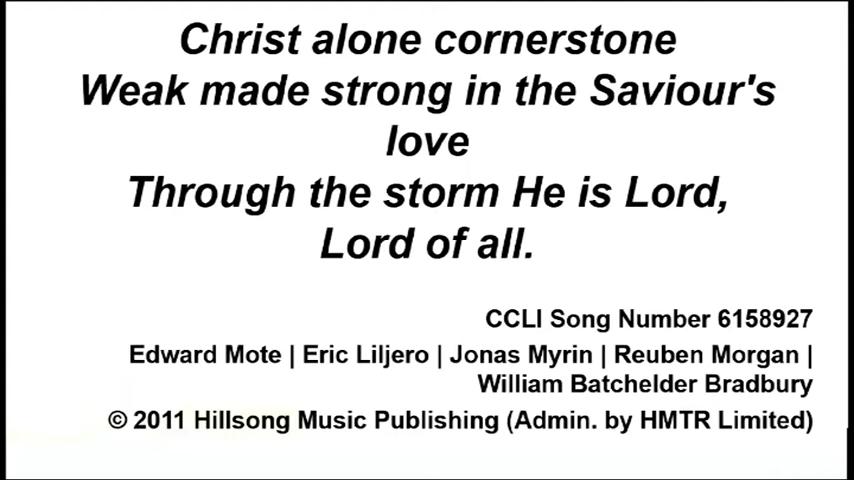 Christ alone cornerstone
Weak made strong in the Saviour's
love
Through the storm He is Lord,
Lord of all.
CCLI Song Number 6158927
Edward Mote | Eric Liljero | Jonas Myrin | Reuben Morgan |
William Batchelder Bradbury
© 2011 Hillsong Music Publishing (Admin. by HMTR Limited)